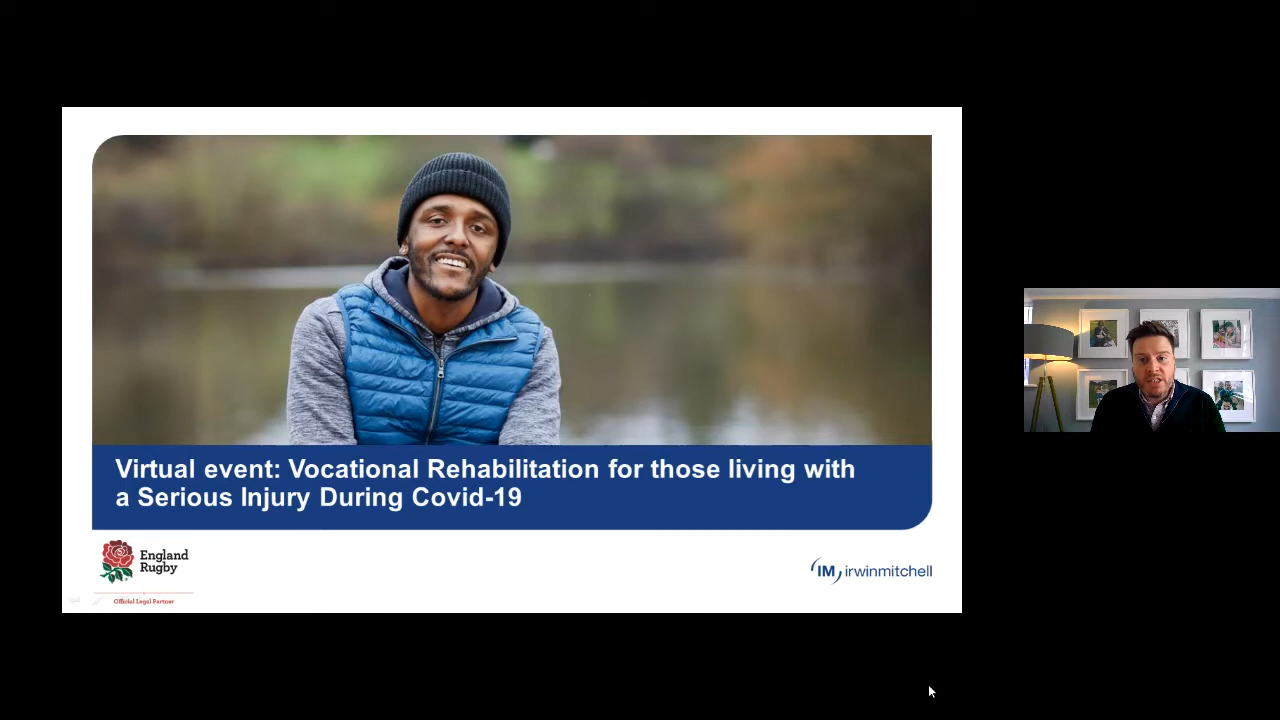 Virtual event: Vocational Rehabilitation for those living with
a Serious Injury During Covid-19
England
Rugby
Official Legal Partner
IM irwinmitchell